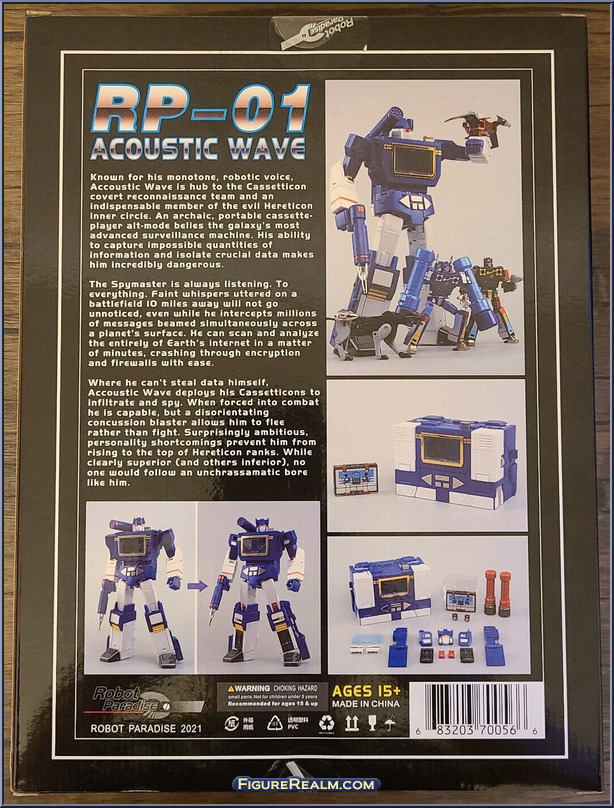 Robot
Paradise
RP-01
ACOUSTIC WAVE
Known for his monotone, robotic voice,
Accoustic Wave is hub to the Cassetticon
covert reconnaissance team and an
indispensable member of the evil Hereticon
inner circle. An archaic, portable cassette-
player alt-mode belies the galaxy's most
advanced surveillance machine. His ability
to capture impossible quantities of
information and isolate crucial data makes
him incredibly dangerous.
The Spymaster is always listening. To
everything. Faint whispers uttered on a
battlefield 10 miles away will not go
unnoticed, even while he intercepts millions
of messages beamed simultaneously across
a planet's surface. He can scan and analyze
the entirely of Earth's internet in a matter
of minutes, crashing through encryption
and firewalls with ease.
Where he can't steal data himself,
Accoustic Wave deploys his Cassetticons to
infiltrate and spy. When forced into combat
he is capable, but a disorientating
concussion blaster allows him to flee
rather than fight. Surprisingly ambitious,
personality shortcomings prevent him from
rising to the top of Hereticon ranks. While
clearly superior (and others inferior), no
one would follow an unchrassamatic bore
like him.
Robot
Paradise
ROBOT PARADISE 2021
WARNING CHOKING HAZARD
small parts.Not for children under 5 years
Recommended for ages 15 & up
外母
用紙
透明塑料
PVC
AGES 15+
MADE IN CHINA
6 83203 70056 6
FIGUREREALM.COM